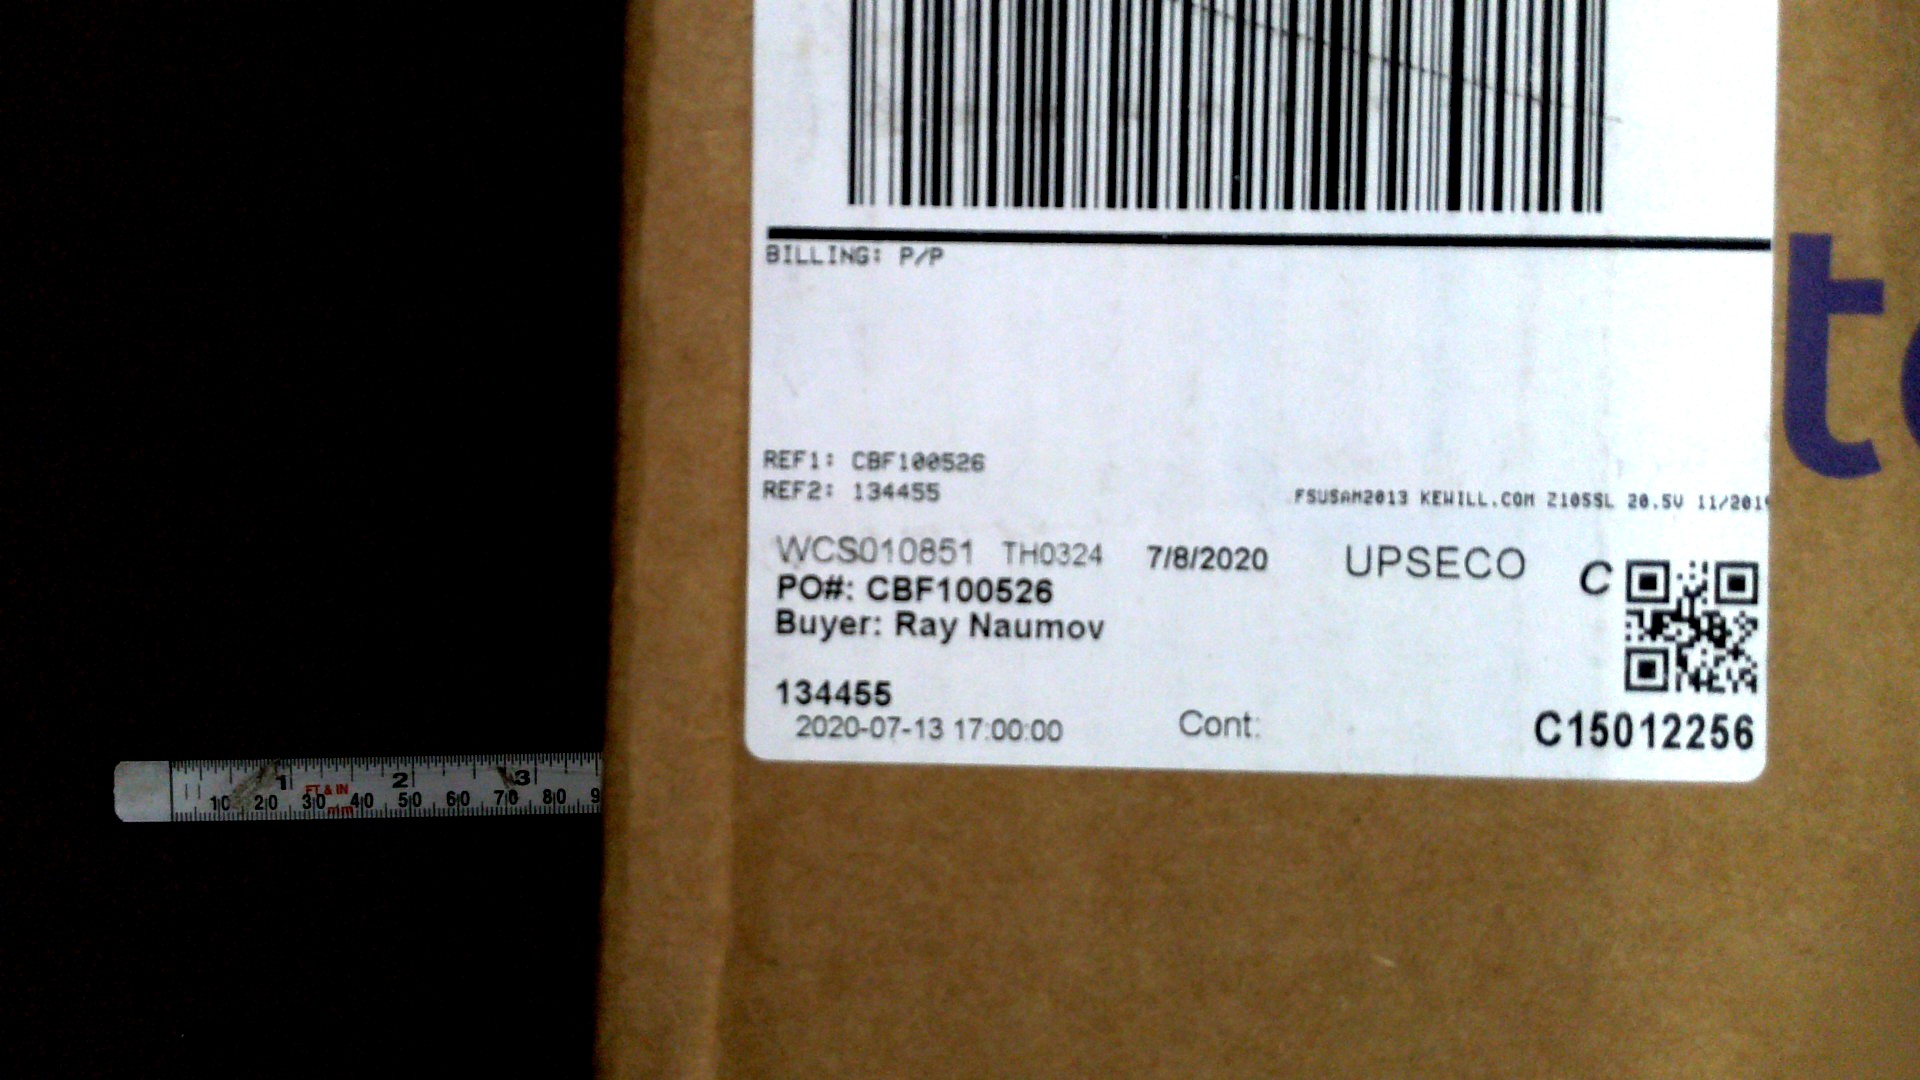 BILLING: P/P
REF1: CBF100526
REF2: 134455
FSUSAM2013 KEWILL.COM Z105SL 20.5V 11/2019
WCS010851 TH0324 7/8/2020 UPSECO C
PO#: CBF100526
Buyer: Ray Naumov
134455
2020-07-13 17:00:00 Cont:
C15012256
1 2 3
FT & IN
10 20 30 40 50 60 70 80 9
mm
t